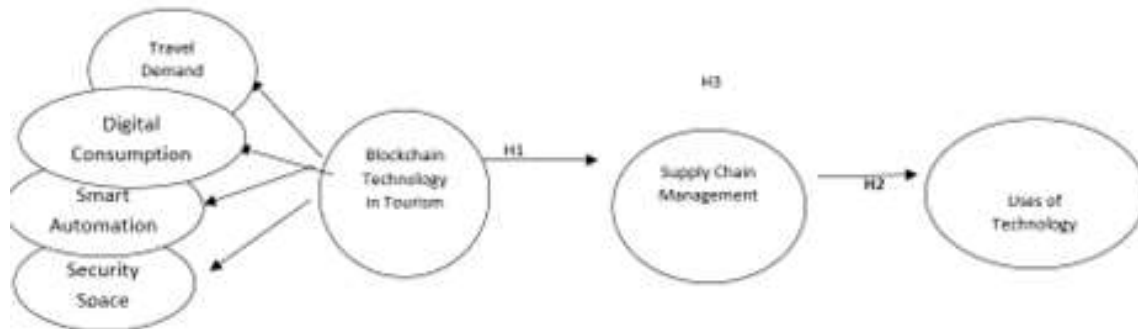 Travel
Demand
Digital
Consumption
Smart
Automation
Security
Space
Blockchain
Technology
in Tourism
H1
H3
Supply Chain
Management
H2
Uses of
Technology